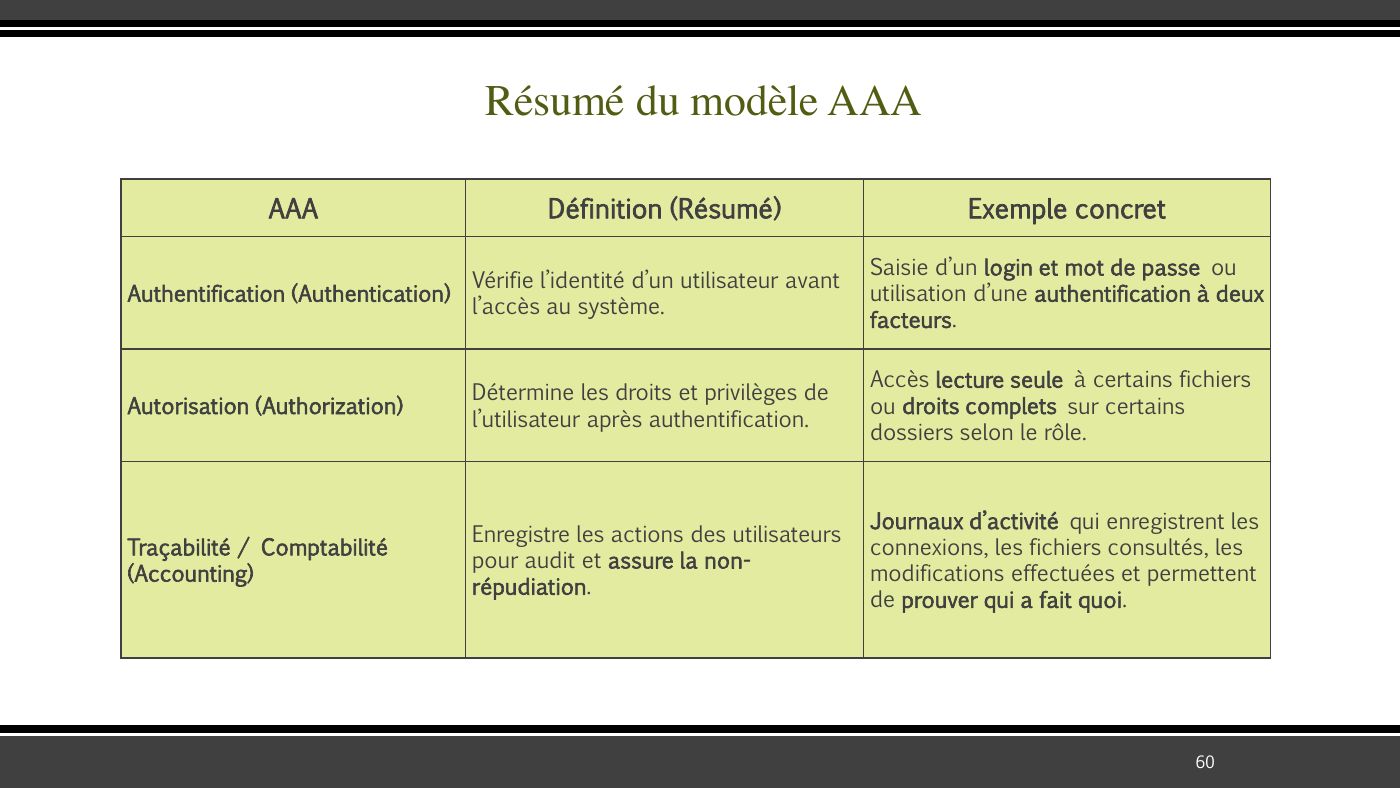 Résumé du modèle AAA
AAA
Définition (Résumé)
Exemple concret
Authentification (Authentication)
Vérifie l’identité d’un utilisateur avant
l’accès au système.
Saisie d’un login et mot de passe ou
utilisation d’une authentification à deux
facteurs.
Autorisation (Authorization)
Détermine les droits et privilèges de
l’utilisateur après authentification.
Accès lecture seule à certains fichiers
ou droits complets sur certains
dossiers selon le rôle.
Traçabilité / Comptabilité
(Accounting)
Enregistre les actions des utilisateurs
pour audit et assure la non-
répudiation.
Journaux d’activité qui enregistrent les
connexions, les fichiers consultés, les
modifications effectuées et permettent
de prouver qui a fait quoi.
60